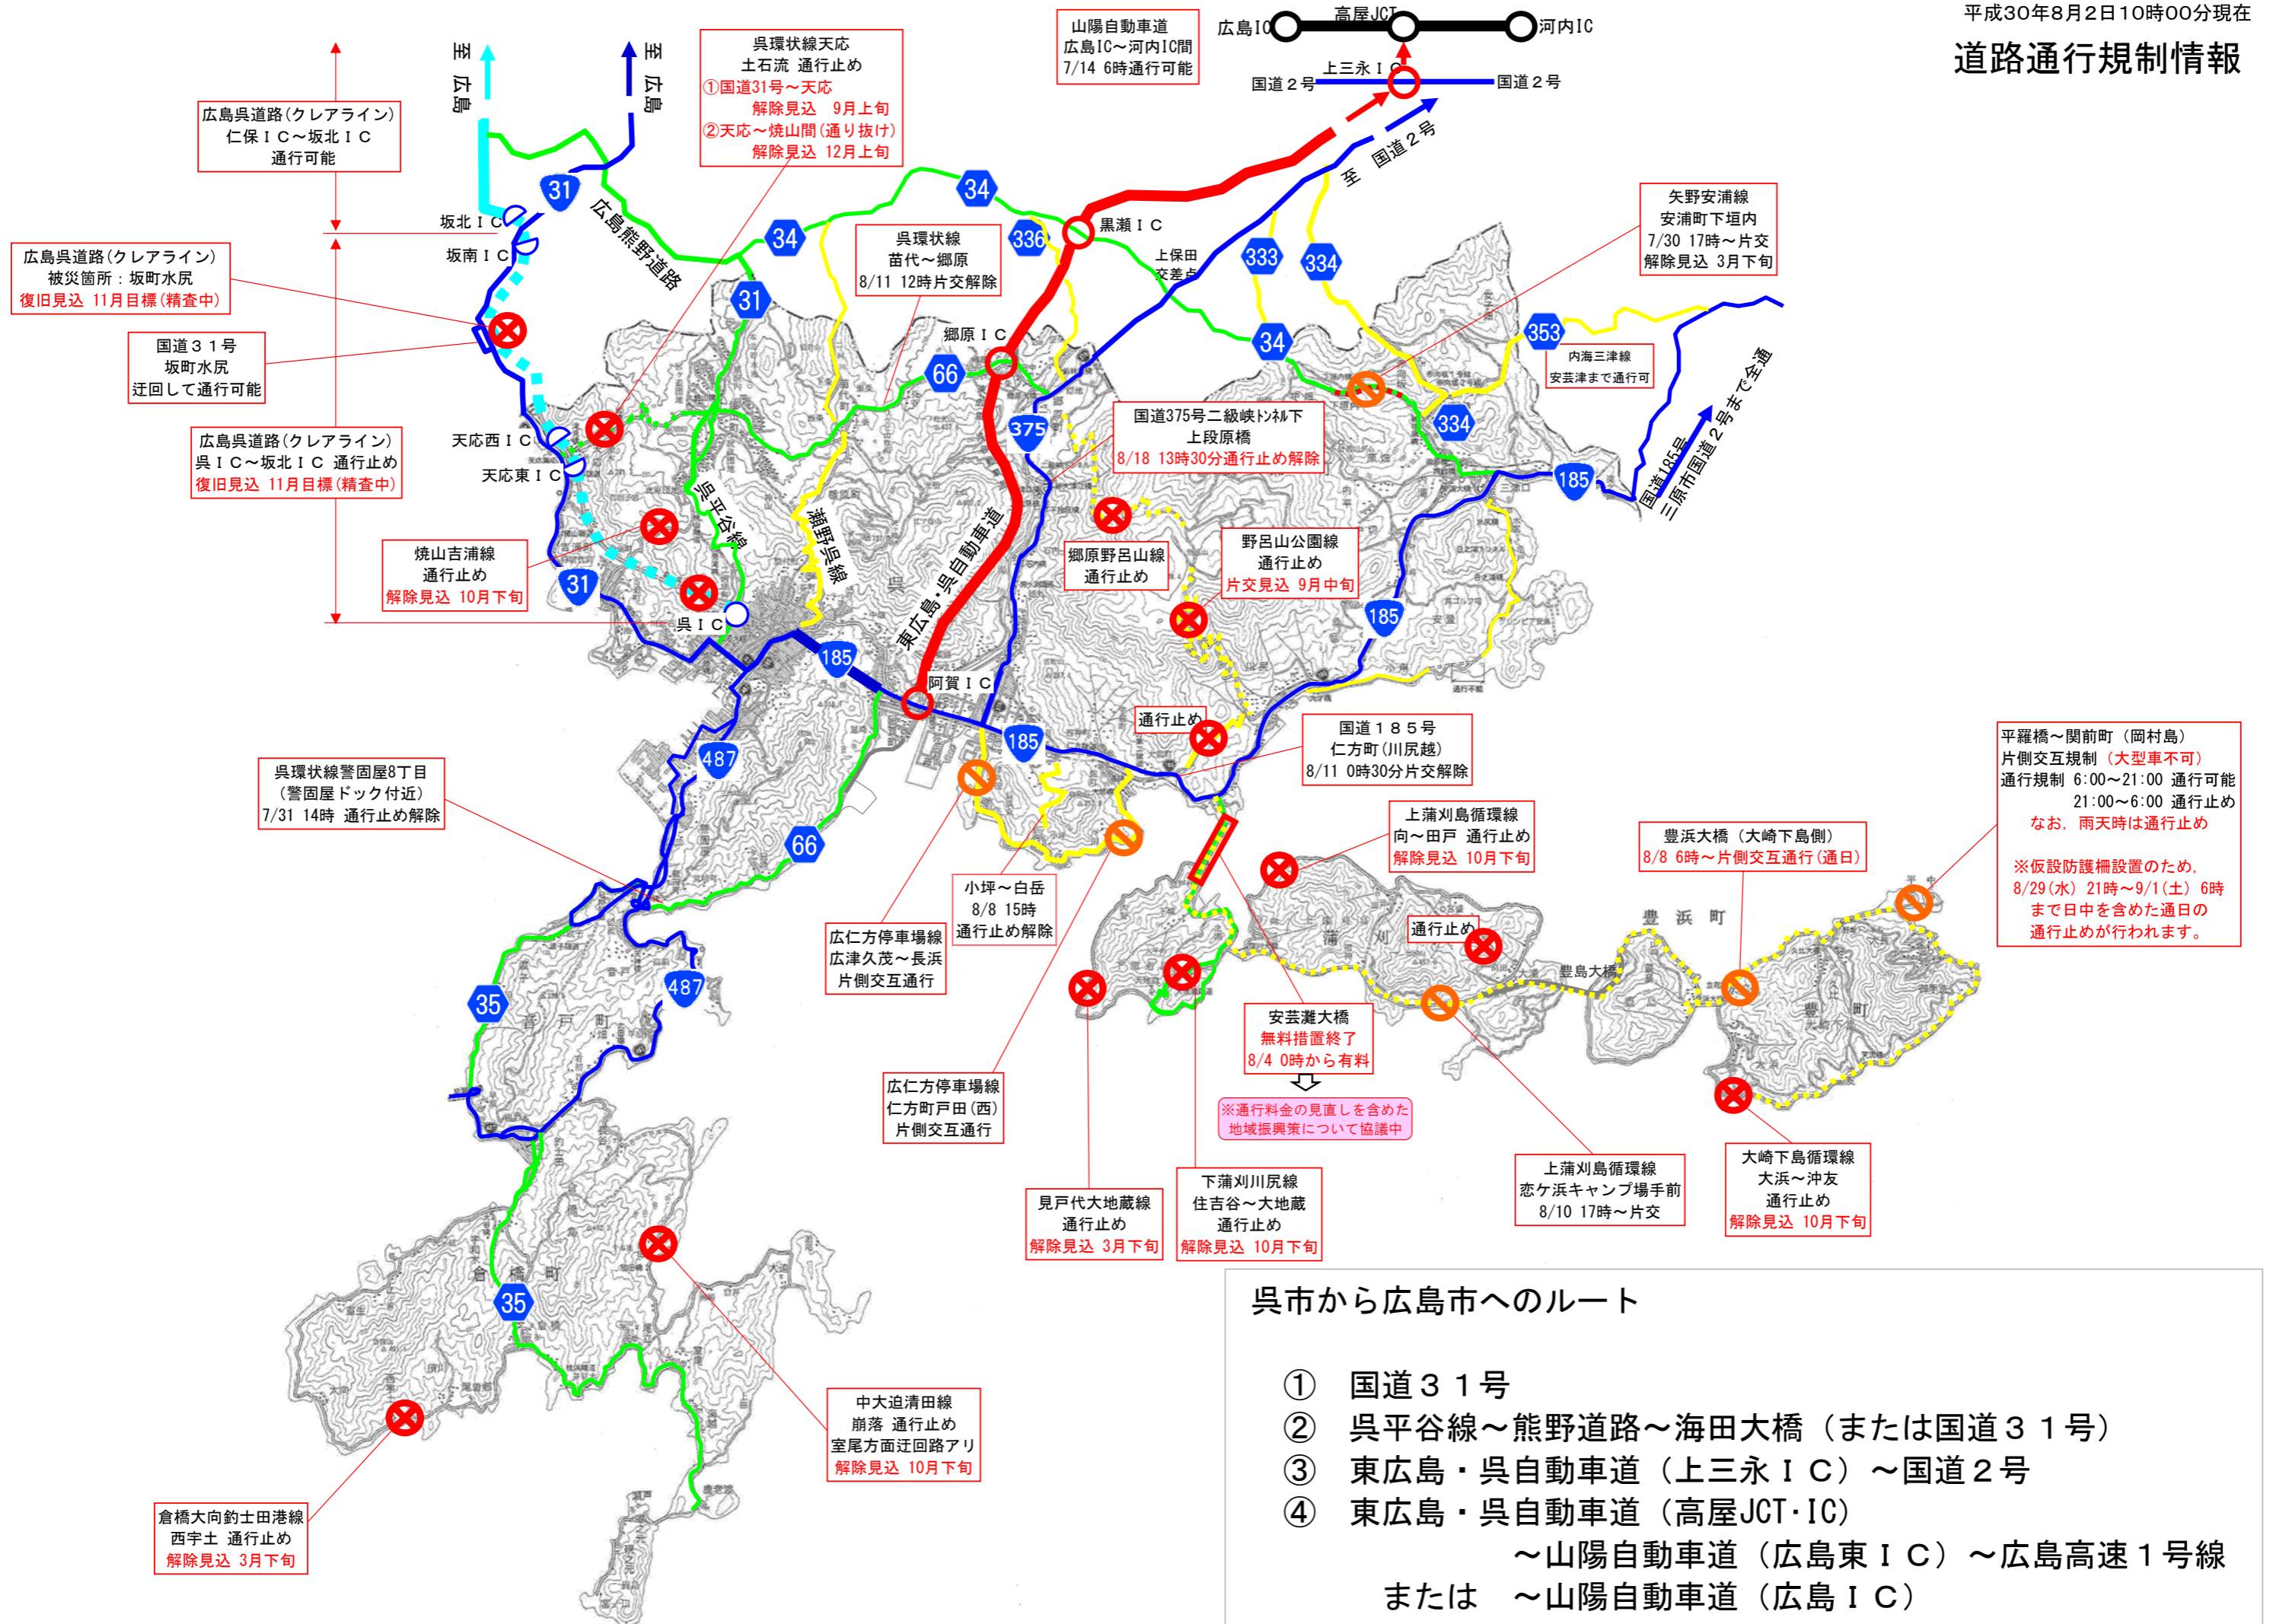 平成30年8月2日10時00分現在
道路通行規制情報
山陽自動車道
広島IC～河内IC間
7/14 6時通行可能
広島IC
高屋JCT
河内IC
国道２号
上三永ＩＣ
国道２号
至 国道２号
至 広島
至 広島
呉環状線天応
土石流 通行止め
①国道31号～天応
解除見込 9月上旬
②天応～焼山間(通り抜け)
解除見込 12月上旬
広島呉道路(クレアライン)
仁保ＩＣ～坂北ＩＣ
通行可能
坂北ＩＣ
坂南ＩＣ
31
広島熊野道路
34
34
336
黒瀬ＩＣ
上保田
交差点
333
334
矢野安浦線
安浦町下垣内
7/30 17時～片交
解除見込 3月下旬
広島呉道路(クレアライン)
被災箇所：坂町水尻
復旧見込 11月目標(精査中)
国道３１号
坂町水尻
迂回して通行可能
呉環状線
苗代～郷原
8/11 12時片交解除
31
郷原ＩＣ
66
34
353
内海三津線
安芸津まで通行可
334
国道185号
三原市国道２号まで全通
広島呉道路(クレアライン)
呉ＩＣ～坂北ＩＣ 通行止め
復旧見込 11月目標(精査中)
天応西ＩＣ
天応東ＩＣ
375
国道375号二級峡ﾄﾝﾈﾙ下
上段原橋
8/18 13時30分通行止め解除
185
呉平谷線
瀬野呉線
東広島・呉自動車道
呉
焼山吉浦線
通行止め
解除見込 10月下旬
31
呉ＩＣ
郷原野呂山線
通行止め
野呂山公園線
通行止め
片交見込 9月中旬
185
185
阿賀ＩＣ
通行止め
185
国道１８５号
仁方町(川尻越)
8/11 0時30分片交解除
487
呉環状線警固屋8丁目
(警固屋ドック付近)
7/31 14時 通行止め解除
66
広仁方停車場線
広津久茂～長浜
片側交互通行
小坪～白岳
8/8 15時
通行止め解除
上蒲刈島循環線
向～田戸 通行止め
解除見込 10月下旬
通行止め
蒲刈
豊浜町
豊島大橋
豊浜大橋（大崎下島側）
8/8 6時～片側交互通行(通日)
平羅橋～関前町（岡村島）
片側交互規制（大型車不可）
通行規制 6:00～21:00 通行可能
21:00～6:00 通行止め
なお，雨天時は通行止め
※仮設防護柵設置のため，
8/29(水) 21時～9/1(土) 6時
まで日中を含めた通日の
通行止めが行われます。
豊町
487
35
音戸町
安芸灘大橋
無料措置終了
8/4 0時から有料
※通行料金の見直しを含めた
地域振興策について協議中
広仁方停車場線
仁方町戸田(西)
片側交互通行
見戸代大地蔵線
通行止め
解除見込 3月下旬
下蒲刈川尻線
住吉谷～大地蔵
通行止め
解除見込 10月下旬
上蒲刈島循環線
恋ケ浜キャンプ場手前
8/10 17時～片交
大崎下島循環線
大浜～沖友
通行止め
解除見込 10月下旬
倉橋町
35
中大迫清田線
崩落 通行止め
室尾方面迂回路アリ
解除見込 10月下旬
倉橋大向釣士田港線
西宇土 通行止め
解除見込 3月下旬
呉市から広島市へのルート
① 国道３１号
② 呉平谷線～熊野道路～海田大橋（または国道３１号）
③ 東広島・呉自動車道（上三永ＩＣ）～国道２号
④ 東広島・呉自動車道（高屋JCT･IC）
～山陽自動車道（広島東ＩＣ）～広島高速１号線
または ～山陽自動車道（広島ＩＣ）